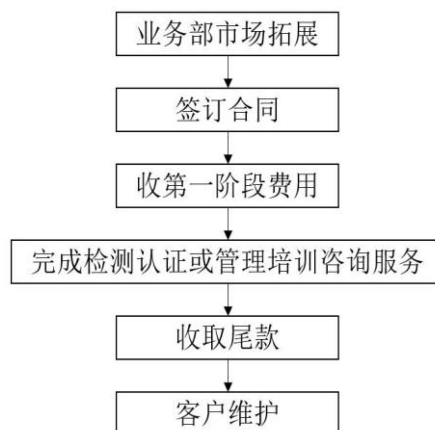 业务部市场拓展
签订合同
收第一阶段费用
完成检测认证或管理培训咨询服务
收取尾款
客户维护